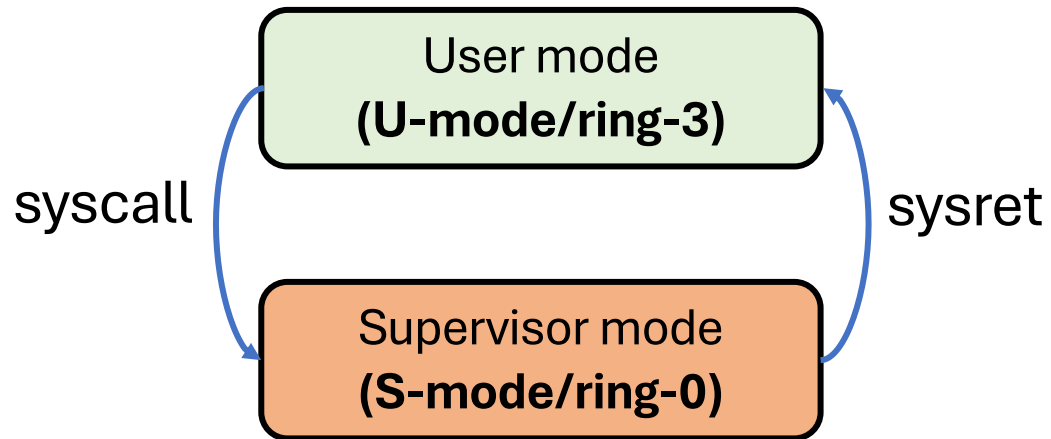 User mode
(U-mode/ring-3)
syscall
sysret
Supervisor mode
(S-mode/ring-0)